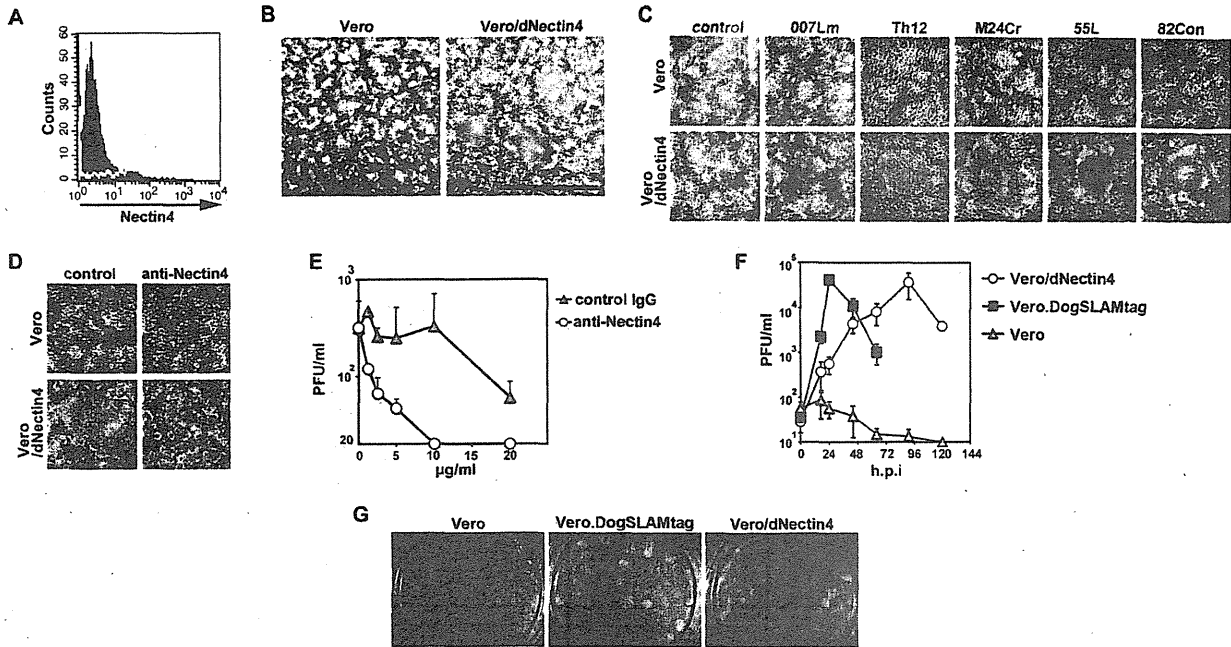 A
Counts
60
50
40
30
20
10
0
10^0 10^1 10^2 10^3 10^4
Nectin4
B
Vero Vero/dNectin4
C
control 007Lm Th12 M24Cr 55L 82Con
Vero
Vero
/dNectin4
D
control anti-Nectin4
Vero
Vero
/dNectin4
E
PFU/ml
10^3
10^2
20
0 5 10 15 20
µg/ml
control IgG
anti-Nectin4
F
PFU/ml
10^5
10^4
10^3
10^2
10^1
0 24 48 72 96 120 144
h.p.i
Vero/dNectin4
Vero.DogSLAMtag
Vero
G
Vero Vero.DogSLAMtag Vero/dNectin4